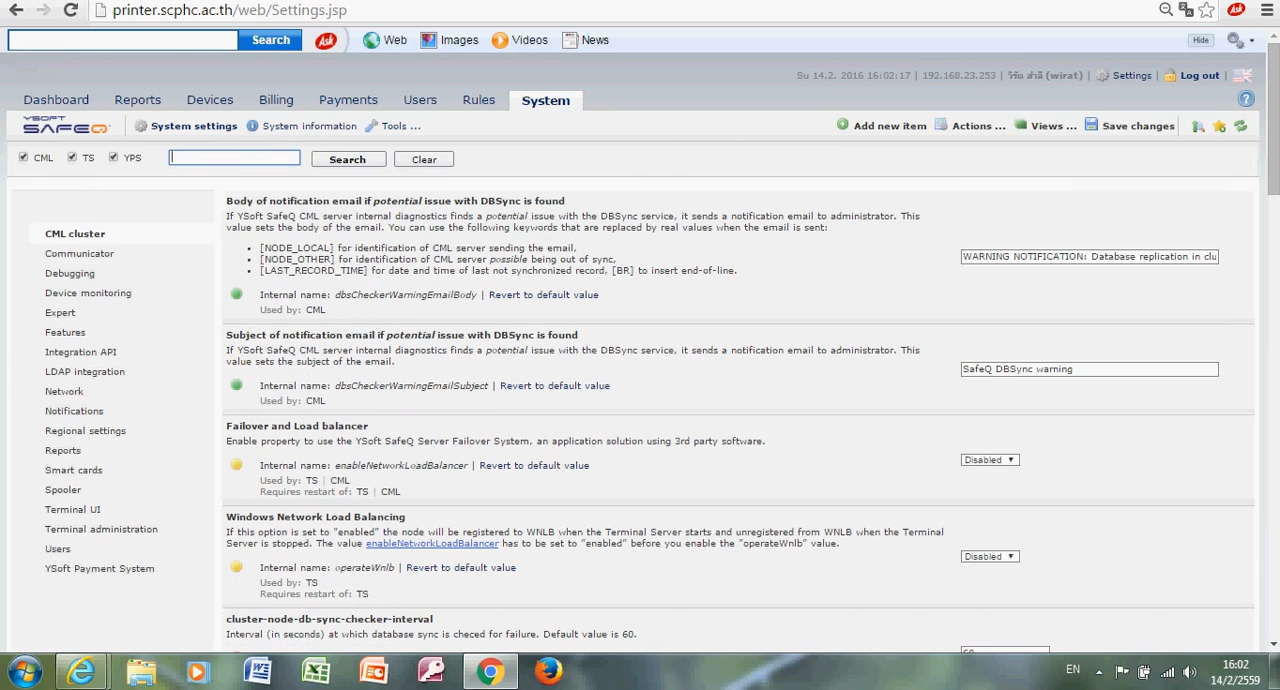 printer.scphc.ac.th/web/Settings.jsp
Search Ask Web Images Videos News Hide
Su 14.2. 2016 16:02:17 | 192.168.23.253 | (wirat) | Settings | Log out |
Dashboard Reports Devices Billing Payments Users Rules System
YSOFT SAFEQ System settings System information Tools ... Add new item Actions ... Views ... Save changes
CML TS YPS Search Clear
CML cluster
Communicator
Debugging
Device monitoring
Expert
Features
Integration API
LDAP integration
Network
Notifications
Regional settings
Reports
Smart cards
Spooler
Terminal UI
Terminal administration
Users
YSoft Payment System
Body of notification email if potential issue with DBSync is found
If YSoft SafeQ CML server internal diagnostics finds a potential issue with the DBSync service, it sends a notification email to administrator. This
value sets the body of the email. You can use the following keywords that are replaced by real values when the email is sent:
• [NODE_LOCAL] for identification of CML server sending the email,
• [NODE_OTHER] for identification of CML server possible being out of sync,
• [LAST_RECORD_TIME] for date and time of last not synchronized record, [BR] to insert end-of-line.
WARNING NOTIFICATION: Database replication in clu
Internal name: dbsCheckerWarningEmailBody | Revert to default value
Used by: CML
Subject of notification email if potential issue with DBSync is found
If YSoft SafeQ CML server internal diagnostics finds a potential issue with the DBSync service, it sends a notification email to administrator. This
value sets the subject of the email.
SafeQ DBSync warning
Internal name: dbsCheckerWarningEmailSubject | Revert to default value
Used by: CML
Failover and Load balancer
Enable property to use the YSoft SafeQ Server Failover System, an application solution using 3rd party software.
Disabled
Internal name: enableNetworkLoadBalancer | Revert to default value
Used by: TS | CML
Requires restart of: TS | CML
Windows Network Load Balancing
If this option is set to "enabled" the node will be registered to WNLB when the Terminal Server starts and unregistered from WNLB when the Terminal
Server is stopped. The value enableNetworkLoadBalancer has to be set to "enabled" before you enable the "operateWnlb" value.
Disabled
Internal name: operateWnlb | Revert to default value
Used by: TS
Requires restart of: TS
cluster-node-db-sync-checker-interval
Interval (in seconds) at which database sync is checed for failure. Default value is 60.
EN 16:02
14/2/2559